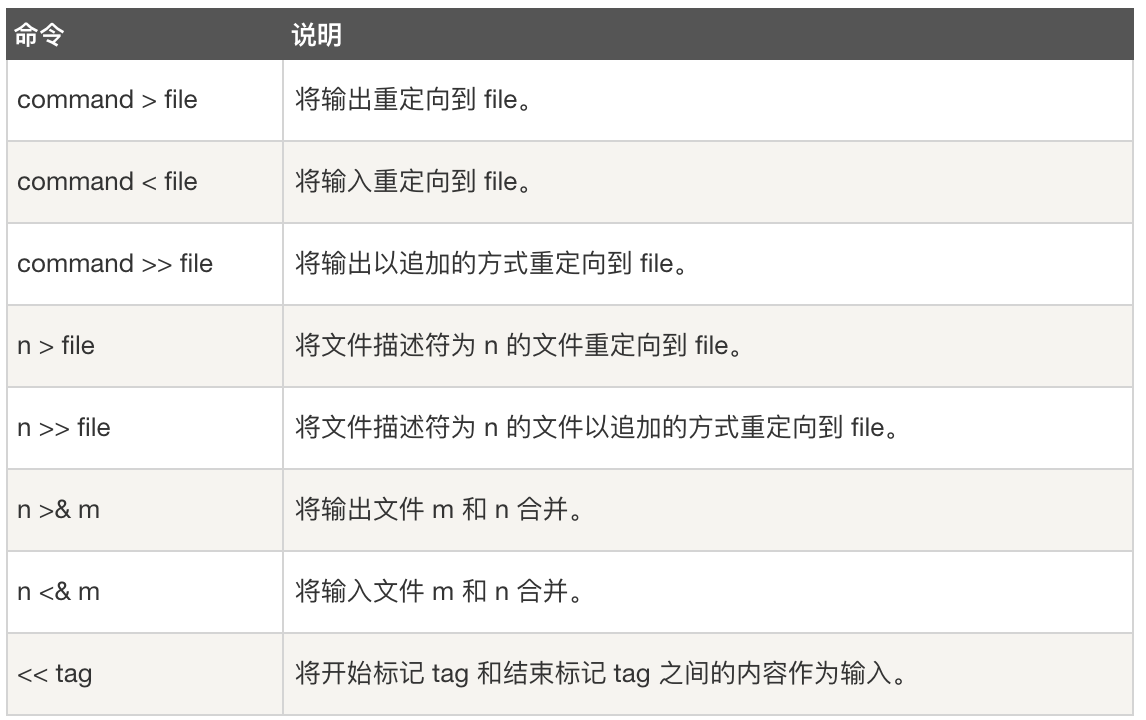 命令 说明
command > file 将输出重定向到 file。
command < file 将输入重定向到 file。
command >> file 将输出以追加的方式重定向到 file。
n > file 将文件描述符为 n 的文件重定向到 file。
n >> file 将文件描述符为 n 的文件以追加的方式重定向到 file。
n >& m 将输出文件 m 和 n 合并。
n <& m 将输入文件 m 和 n 合并。
<< tag 将开始标记 tag 和结束标记 tag 之间的内容作为输入。